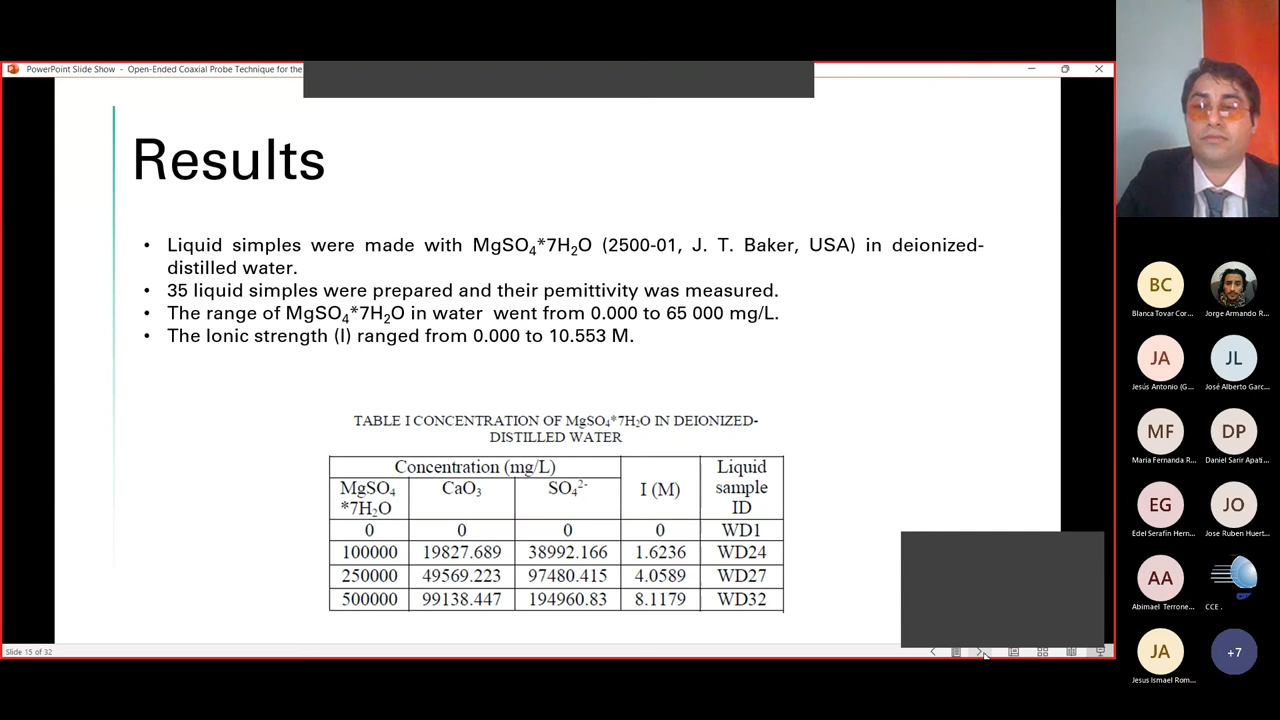 PowerPoint Slide Show - Open-Ended Coaxial Probe Technique for the
Results
• Liquid simples were made with MgSO₄*7H₂O (2500-01, J. T. Baker, USA) in deionized-
distilled water.
• 35 liquid simples were prepared and their pemittivity was measured.
• The range of MgSO₄*7H₂O in water went from 0.000 to 65 000 mg/L.
• The Ionic strength (I) ranged from 0.000 to 10.553 M.
TABLE I CONCENTRATION OF MgSO₄*7H₂O IN DEIONIZED-
DISTILLED WATER
Concentration (mg/L) I (M) Liquid sample ID
MgSO₄ *7H₂O CaO₃ SO₄²⁻
0 0 0 0 WD1
100000 19827.689 38992.166 1.6236 WD24
250000 49569.223 97480.415 4.0589 WD27
500000 99138.447 194960.83 8.1179 WD32
Slide 15 of 32
BC
Blanca Tovar Cor...
Jorge Armando R...
JA
Jesús Antonio (G...
JL
José Alberto Garc...
MF
María Fernanda R...
DP
Daniel Sarir Apati...
EG
Edel Serafín Hern...
JO
Jose Ruben Huert...
AA
Abimael Terrone...
CCE .
JA
Jesus Ismael Rom...
+7